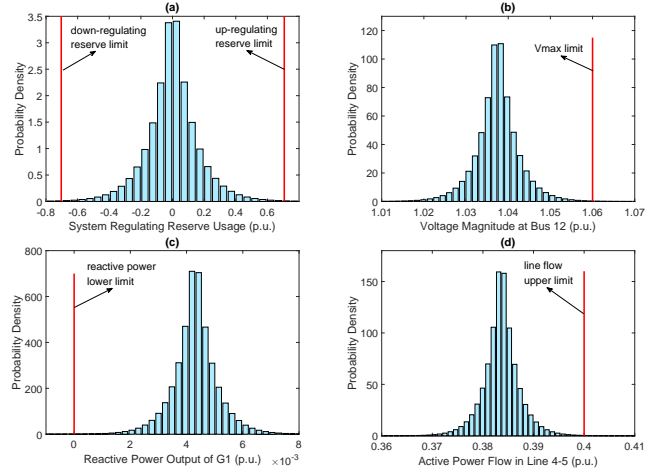 (a)
Probability Density
3.5
3
2.5
2
1.5
1
0.5
0
down-regulating
reserve limit
up-regulating
reserve limit
-0.8 -0.6 -0.4 -0.2 0 0.2 0.4 0.6
System Regulating Reserve Usage (p.u.)
(b)
Probability Density
120
100
80
60
40
20
0
Vmax limit
1.01 1.02 1.03 1.04 1.05 1.06 1.07
Voltage Magnitude at Bus 12 (p.u.)
(c)
Probability Density
800
600
400
200
0
reactive power
lower limit
0 2 4 6 8
×10⁻³
Reactive Power Output of G1 (p.u.)
(d)
Probability Density
150
100
50
0
line flow
upper limit
0.36 0.37 0.38 0.39 0.4 0.41
Active Power Flow in Line 4-5 (p.u.)